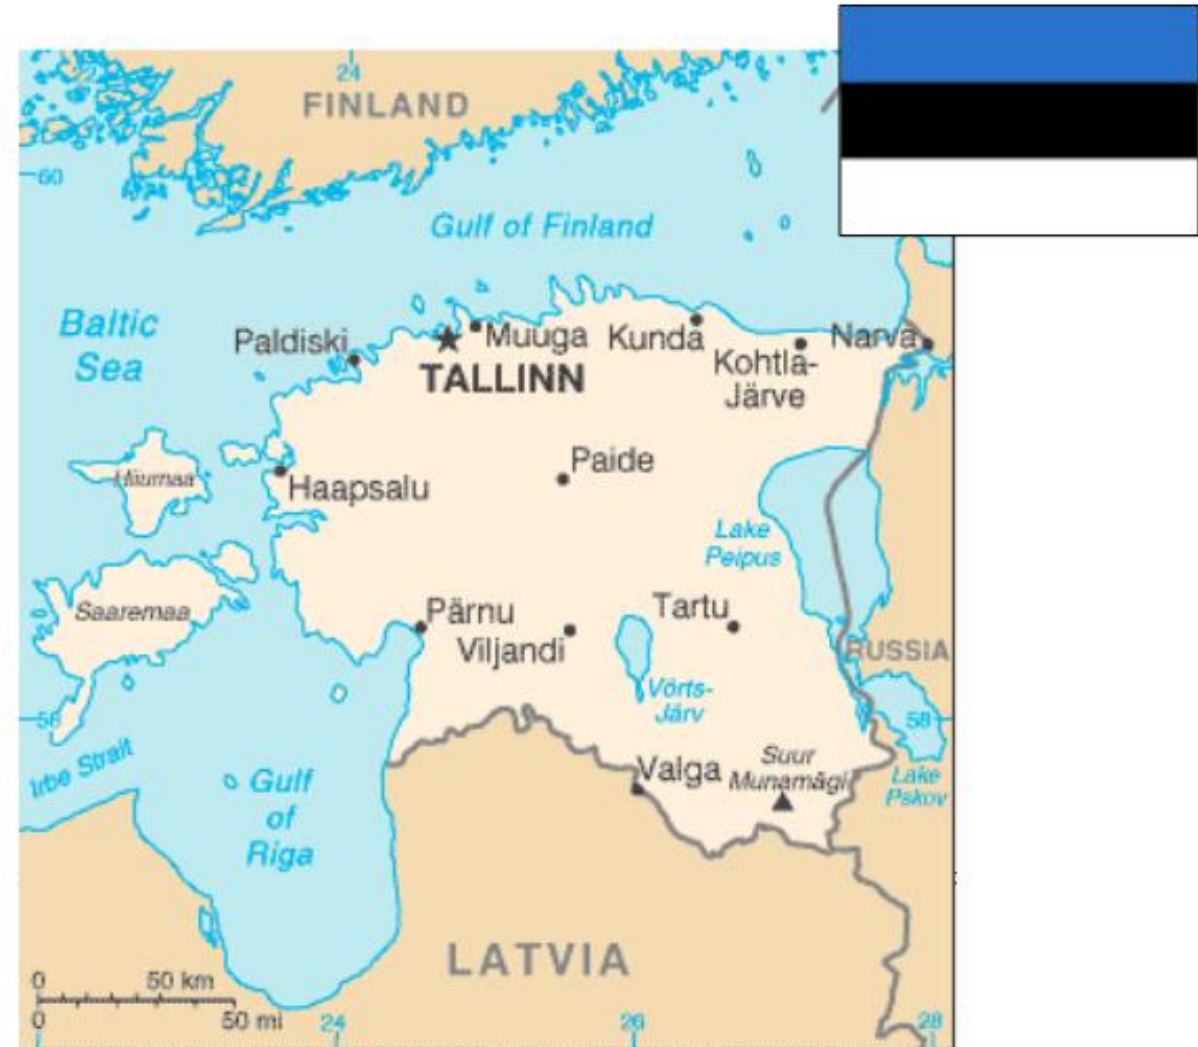 24
FINLAND
60
Gulf of Finland
Baltic
Sea
Paldiski
Muuga
Kunda
Narva
TALLINN
Kohtla-
Järve
Hiiumaa
Haapsalu
Paide
Lake
Peipus
Saaremaa
Pärnu
Viljandi
Tartu
RUSSIA
Võrts-
Järv
58
58
Irbe Strait
Gulf
of
Riga
Valga
Suur
Munamägi
Lake
Pskov
LATVIA
0 50 km
0 50 mi
24
26
28